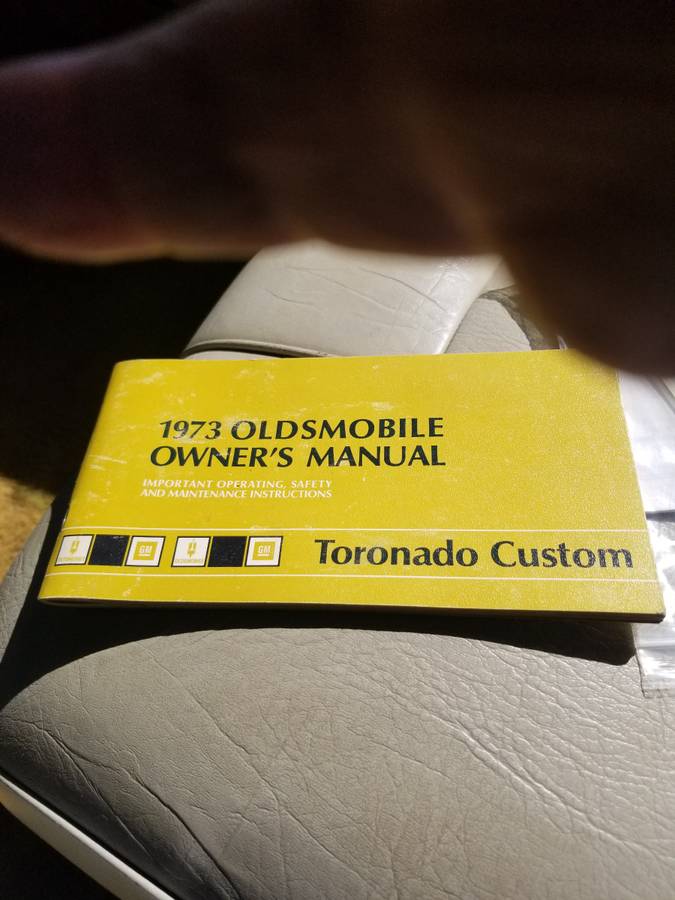 1973 OLDSMOBILE
OWNER'S MANUAL
IMPORTANT OPERATING, SAFETY
AND MAINTENANCE INSTRUCTIONS
GM GM
Toronado Custom